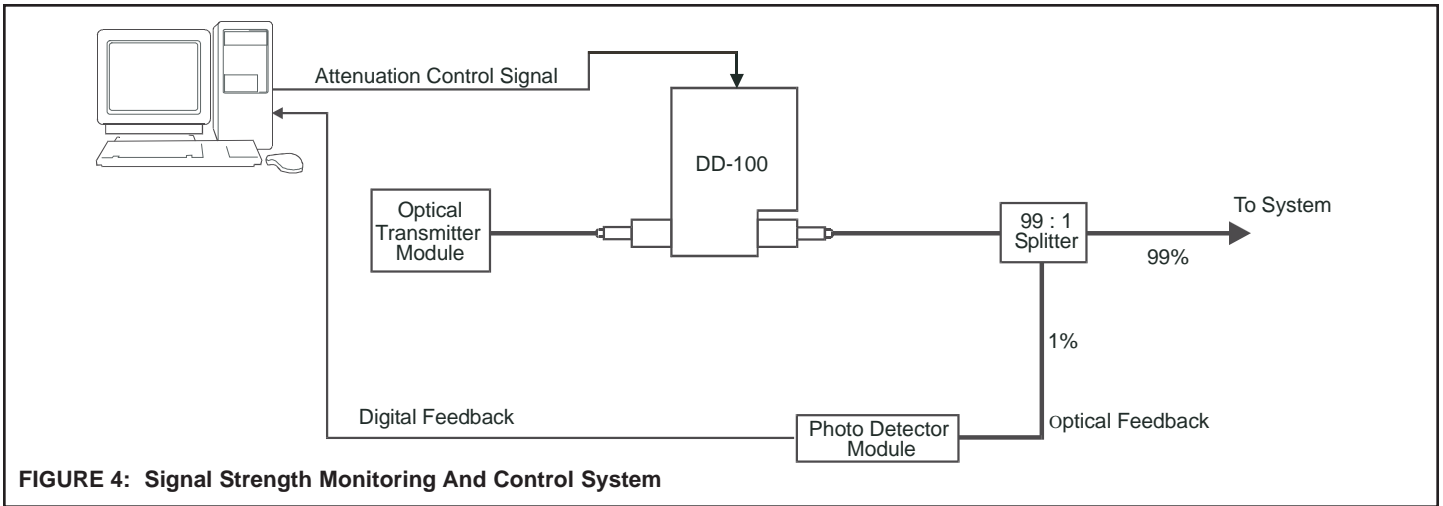 Attenuation Control Signal
DD-100
Optical
Transmitter
Module
99 : 1
Splitter
To System
99%
1%
Digital Feedback
Photo Detector
Module
Optical Feedback
FIGURE 4: Signal Strength Monitoring And Control System